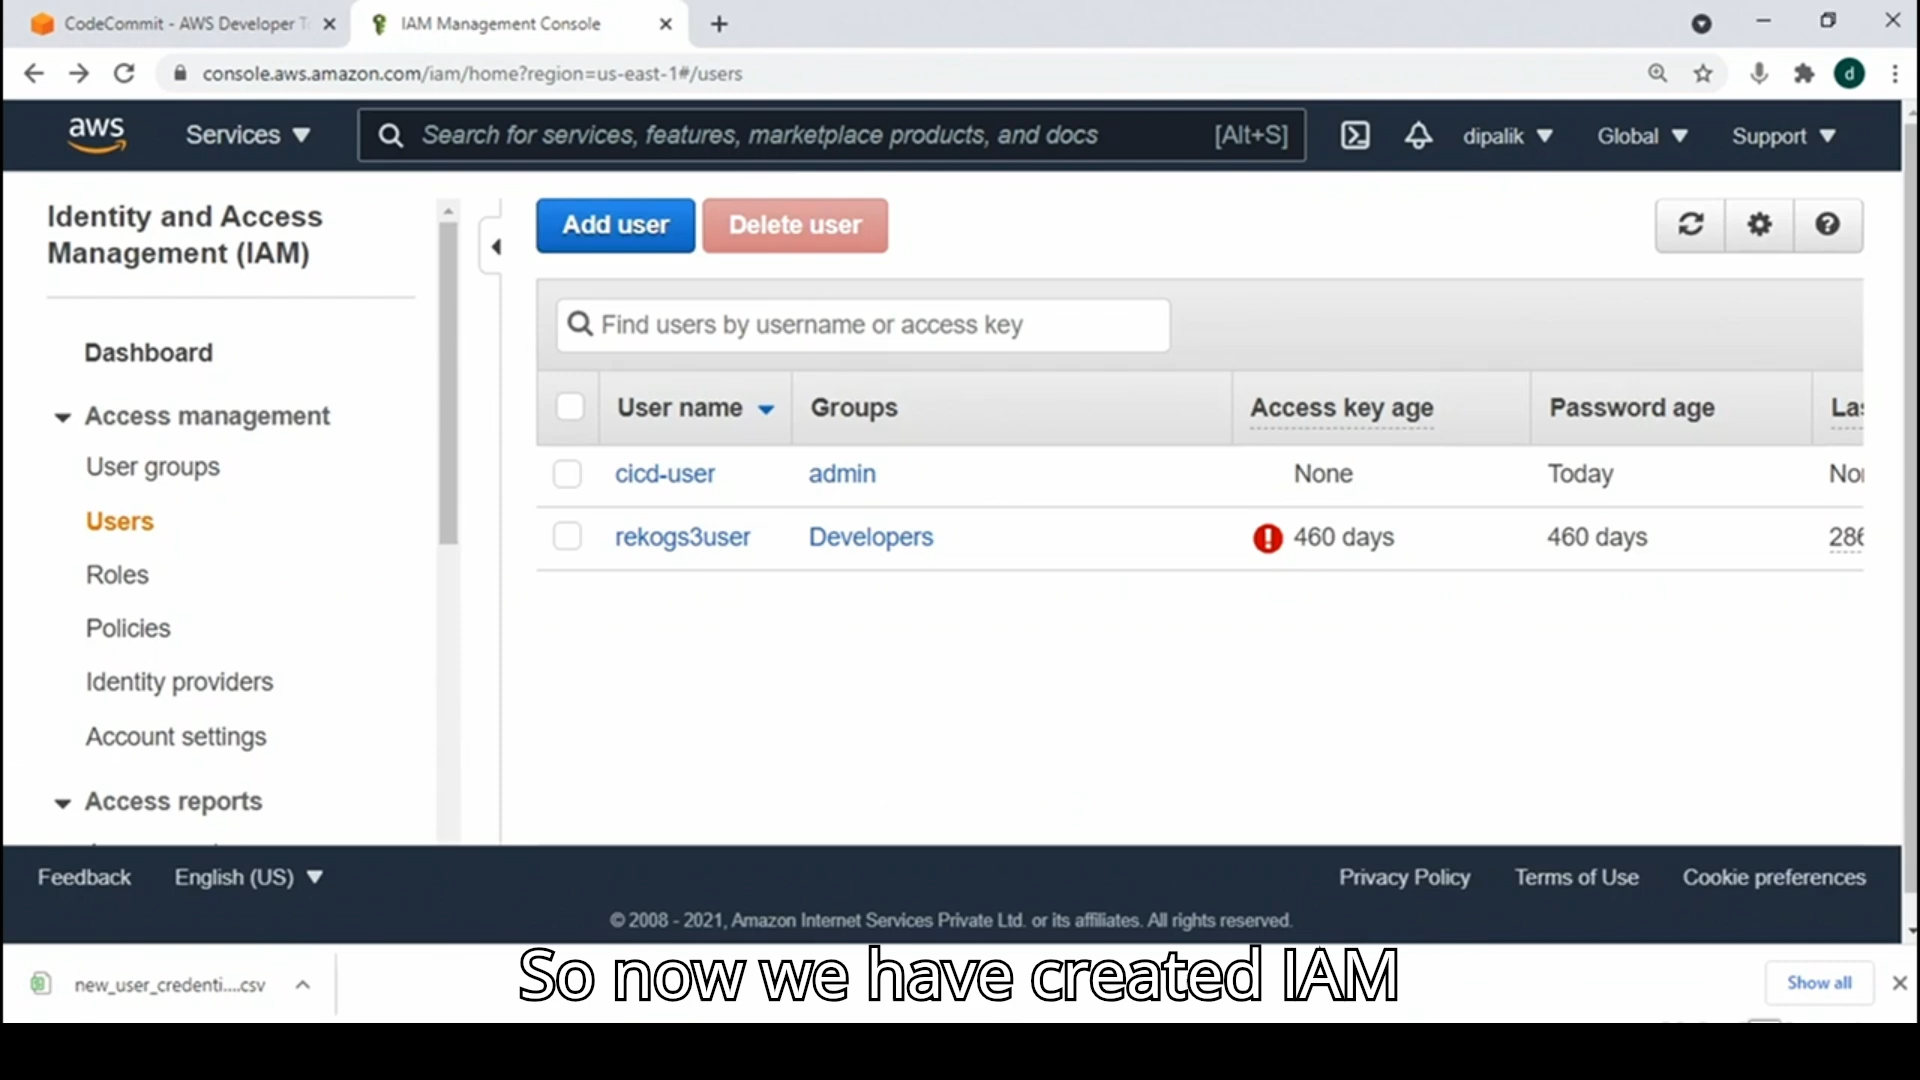 CodeCommit - AWS Developer T
IAM Management Console
console.aws.amazon.com/iam/home?region=us-east-1#/users
d
aws
Services
Search for services, features, marketplace products, and docs
[Alt+S]
dipalik
Global
Support
Identity and Access
Management (IAM)
Dashboard
Access management
User groups
Users
Roles
Policies
Identity providers
Account settings
Access reports
Add user
Delete user
Find users by username or access key
User name
Groups
Access key age
Password age
Las
cicd-user
admin
None
Today
Non
rekogs3user
Developers
460 days
460 days
286
Feedback
English (US)
Privacy Policy
Terms of Use
Cookie preferences
© 2008 - 2021, Amazon Internet Services Private Ltd. or its affiliates. All rights reserved.
new_user_credenti....csv
Show all
So now we have created IAM